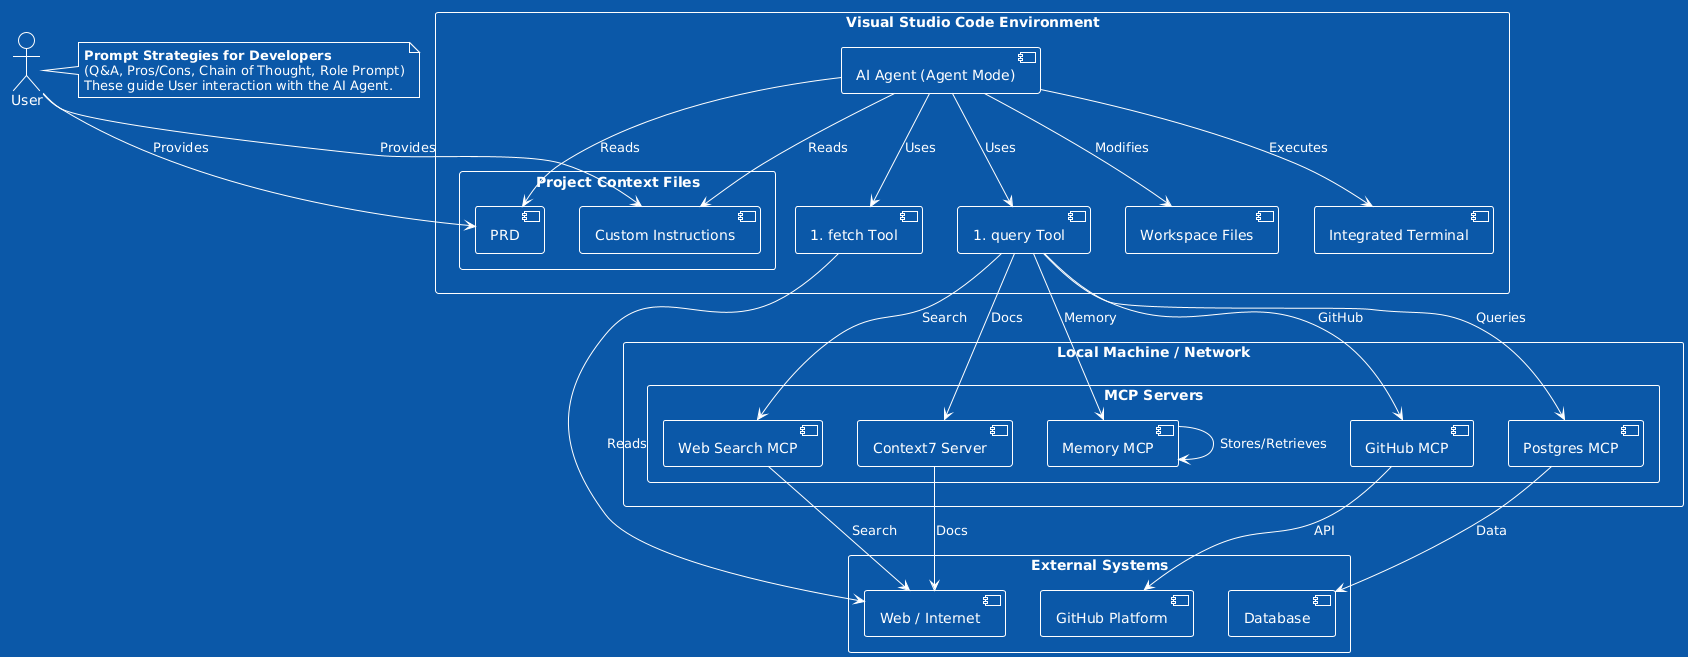 Visual Studio Code Environment
Prompt Strategies for Developers
(Q&A, Pros/Cons, Chain of Thought, Role Prompt)
These guide User interaction with the AI Agent.
User
AI Agent (Agent Mode)
Provides
Provides
Reads
Reads
Uses
Uses
Modifies
Executes
Project Context Files
PRD
Custom Instructions
1. fetch Tool
1. query Tool
Workspace Files
Integrated Terminal
Search
Docs
Memory
GitHub
Queries
Local Machine / Network
MCP Servers
Reads
Web Search MCP
Context7 Server
Memory MCP
Stores/Retrieves
GitHub MCP
Postgres MCP
Search
Docs
API
Data
External Systems
Web / Internet
GitHub Platform
Database